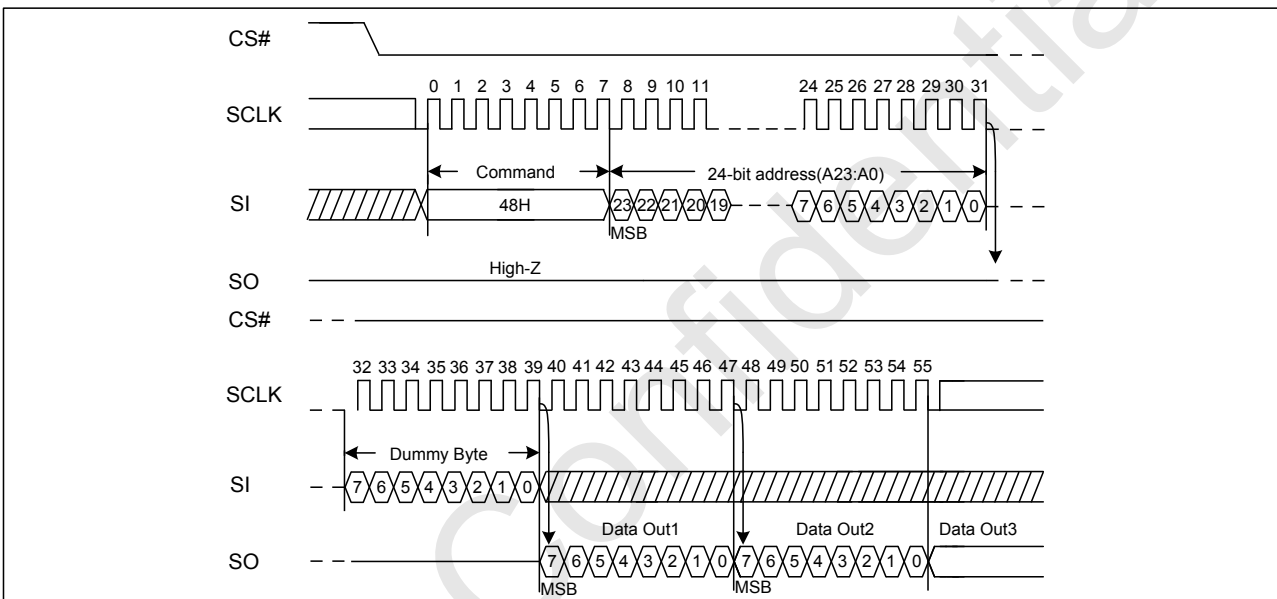 CS#
0 1 2 3 4 5 6 7 8 9 10 11 24 25 26 27 28 29 30 31
SCLK
Command 24-bit address(A23:A0)
SI 48H 23 22 21 20 19 7 6 5 4 3 2 1 0
MSB
High-Z
SO
CS#
32 33 34 35 36 37 38 39 40 41 42 43 44 45 46 47 48 49 50 51 52 53 54 55
SCLK
Dummy Byte
SI 7 6 5 4 3 2 1 0
Data Out1 Data Out2 Data Out3
SO 7 6 5 4 3 2 1 0 7 6 5 4 3 2 1 0
MSB MSB
Confidential